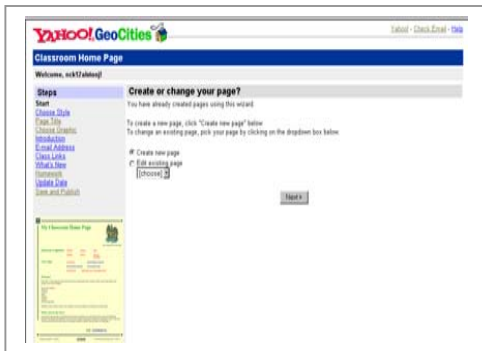 YAHOO! GeoCities
Yahoo! - Check Email - Help
Classroom Home Page
Welcome,
Steps
Start
Choose Style
Page Title
Choose Graphic
Introduction
E-mail Address
Class Links
What's New
Homework
Update Date
Save and Publish
Create or change your page?
You have already created pages using this wizard.
To create a new page, click "Create new page" below
To change an existing page, pick your page by clicking on the dropdown box below.
Create new page
Edit existing page
[choose]
Next >
My Classroom Home Page